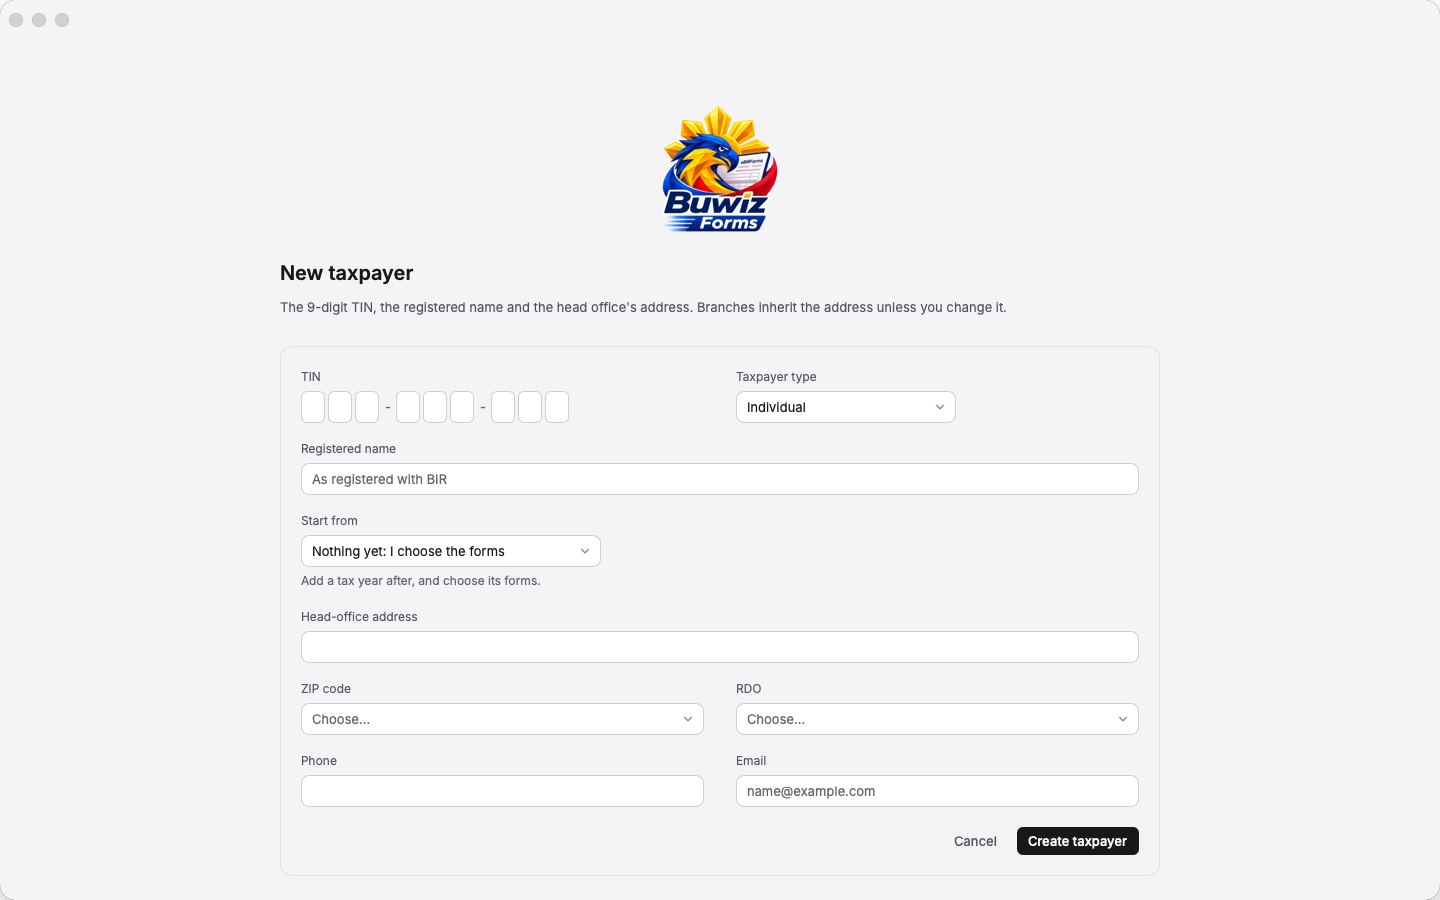 eBIRForms
Buwiz
Forms
New taxpayer
The 9-digit TIN, the registered name and the head office's address. Branches inherit the address unless you change it.
TIN
Taxpayer type
- -
Individual
Registered name
As registered with BIR
Start from
Nothing yet: I choose the forms
Add a tax year after, and choose its forms.
Head-office address
ZIP code
RDO
Choose...
Choose...
Phone
Email
name@example.com
Cancel
Create taxpayer